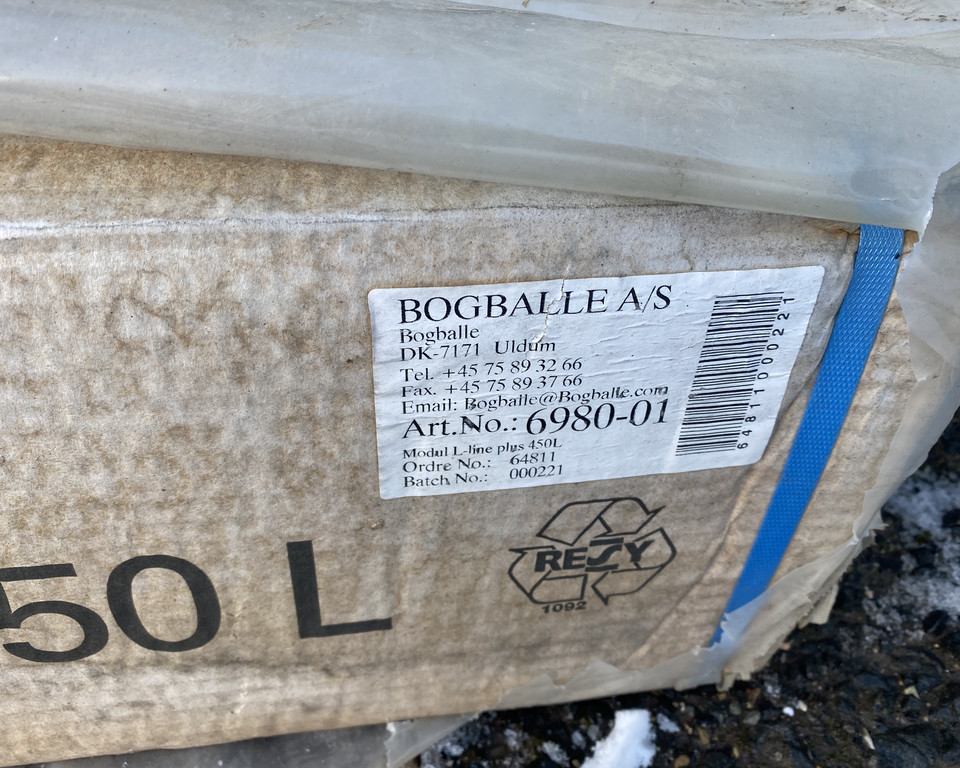 BOGBALLE A/S
Bogballe
DK-7171 Uldum
Tel. +45 75 89 32 66
Fax. +45 75 89 37 66
Email: Bogballe@Bogballe.com
Art.No.: 6980-01
Modul L-line plus 450L
Ordre No.: 64811
Batch No.: 000221
64811000221
RESY
1092
50 L